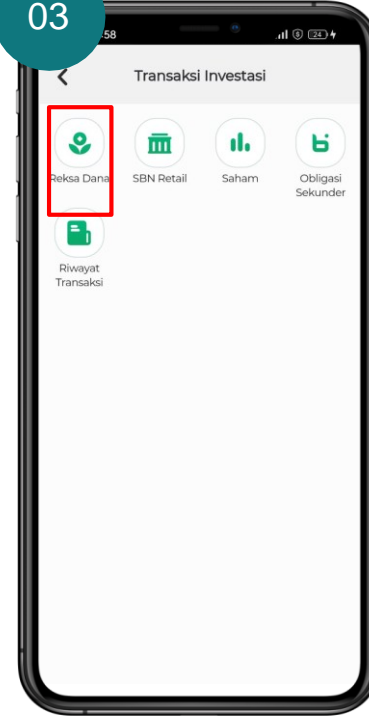 03
:58
24
Transaksi Investasi
Reksa Dana
SBN Retail
Saham
Obligasi
Sekunder
Riwayat
Transaksi